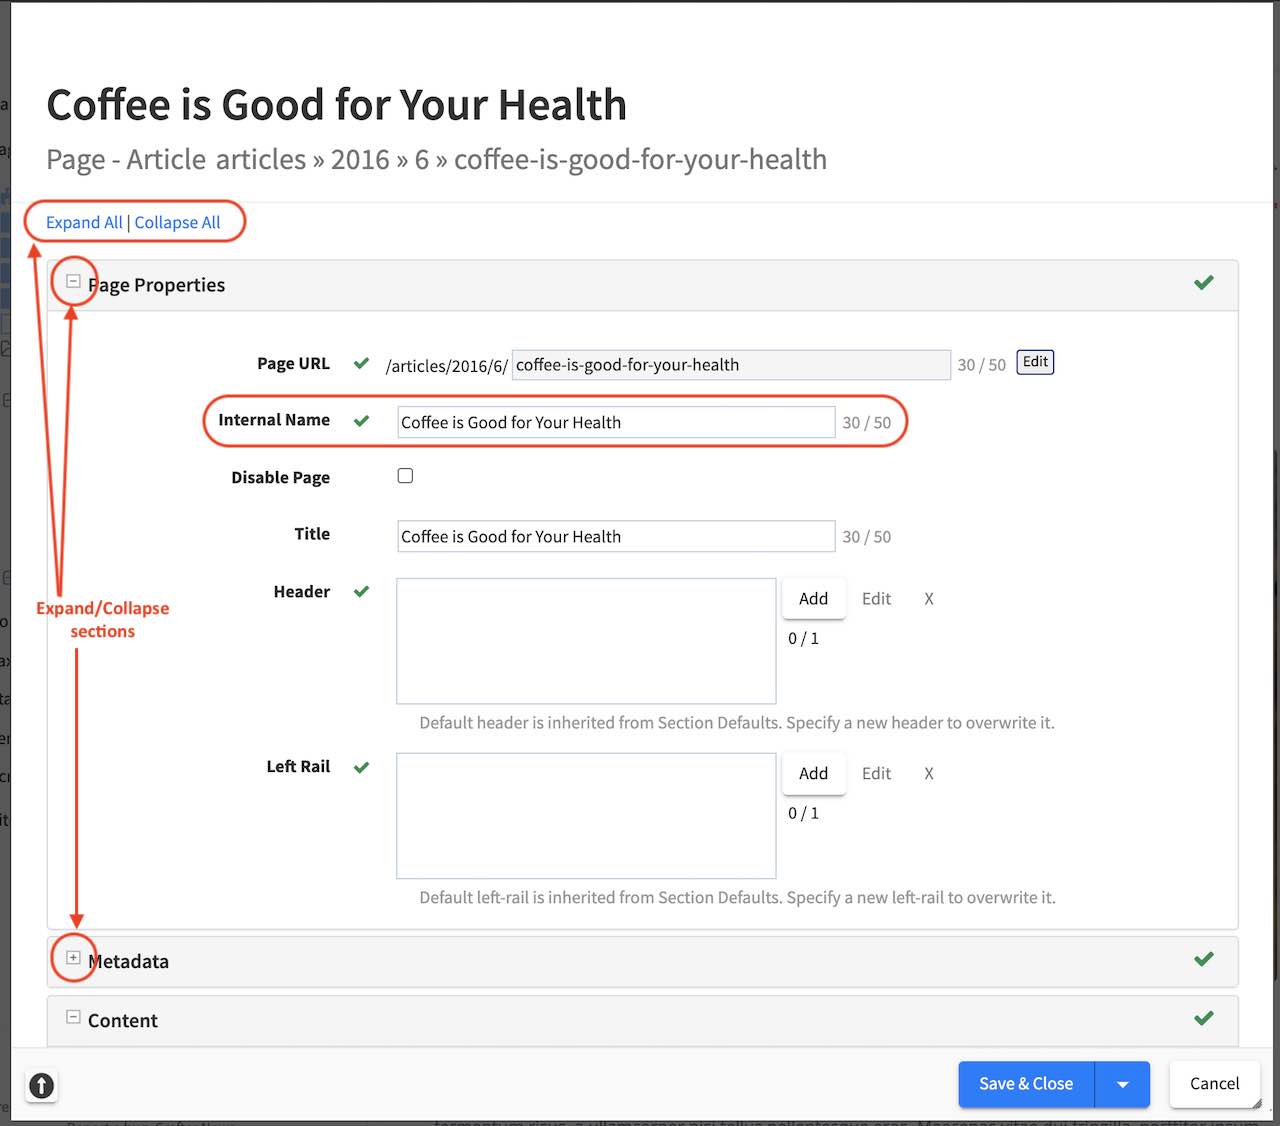 Coffee is Good for Your Health
Page - Article articles » 2016 » 6 » coffee-is-good-for-your-health
Expand All | Collapse All
Page Properties
Page URL /articles/2016/6/ coffee-is-good-for-your-health 30 / 50 Edit
Internal Name Coffee is Good for Your Health 30 / 50
Disable Page
Title Coffee is Good for Your Health 30 / 50
Header Add Edit X
0 / 1
Expand/Collapse
sections
Default header is inherited from Section Defaults. Specify a new header to overwrite it.
Left Rail Add Edit X
0 / 1
Default left-rail is inherited from Section Defaults. Specify a new left-rail to overwrite it.
Metadata
Content
Save & Close Cancel